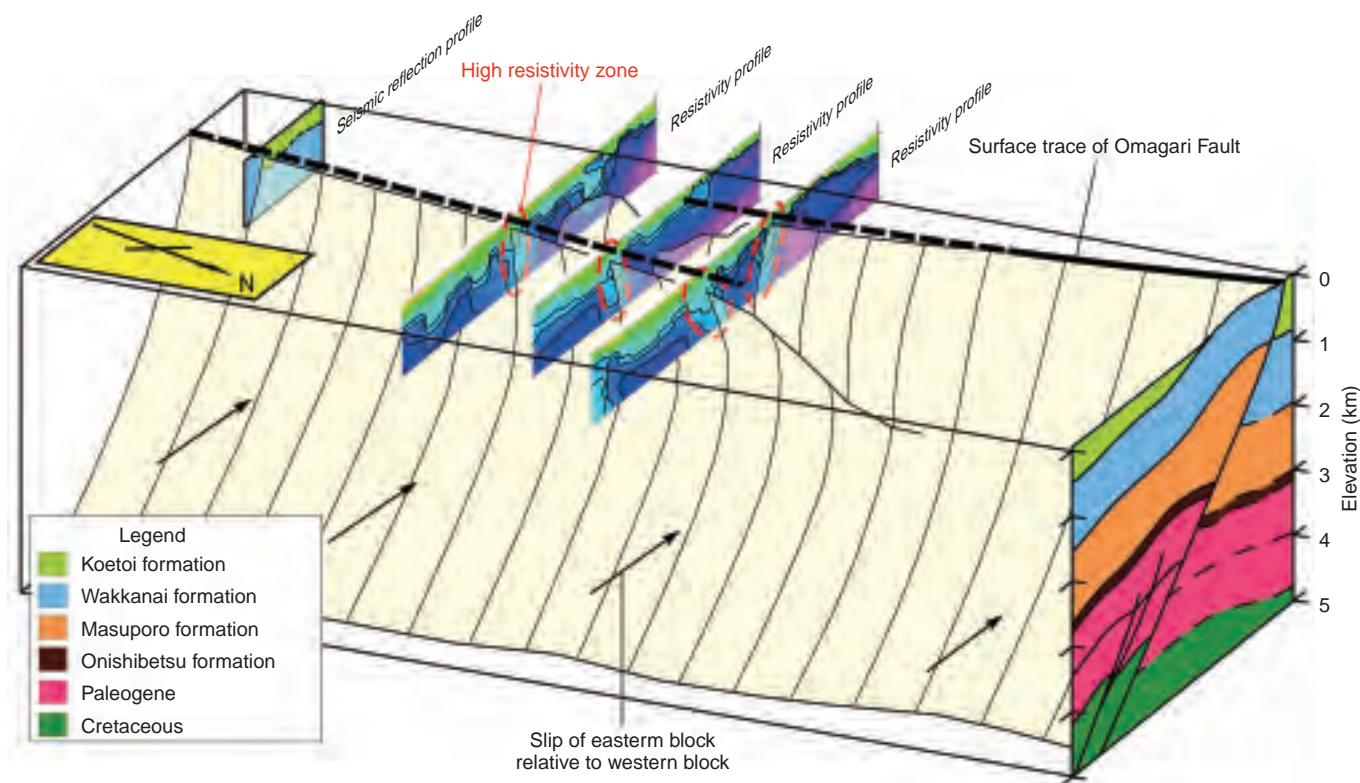 Seismic reflection profile
High resistivity zone
Resistivity profile
Resistivity profile
Resistivity profile
Surface trace of Omagari Fault
N
0
1
2
3
4
5
Elevation (km)
Legend
Koetoi formation
Wakkanai formation
Masuporo formation
Onishibetsu formation
Paleogene
Cretaceous
Slip of easterm block
relative to western block